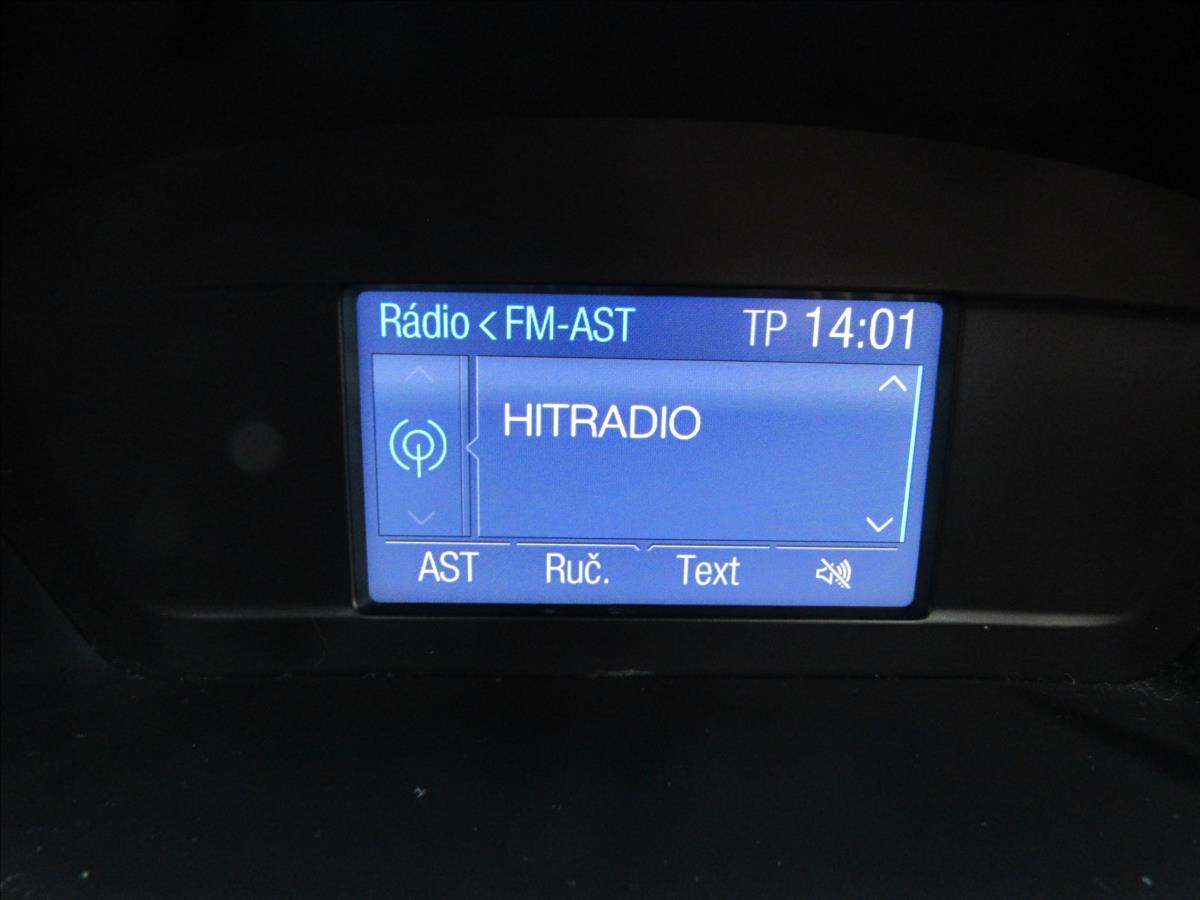 Rádio < FM-AST TP 14:01
HITRADIO
AST Ruč. Text